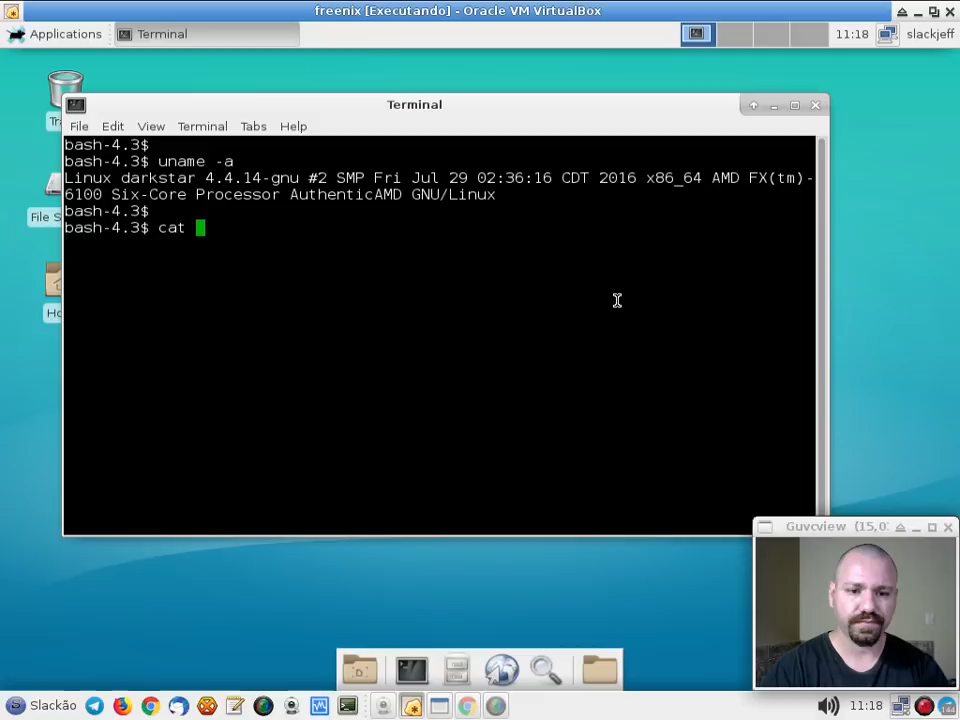 freenix [Executando] - Oracle VM VirtualBox
Applications
Terminal
11:18
slackjeff
Terminal
File Edit View Terminal Tabs Help
bash-4.3$
bash-4.3$ uname -a
Linux darkstar 4.4.14-gnu #2 SMP Fri Jul 29 02:36:16 CDT 2016 x86_64 AMD FX(tm)-
6100 Six-Core Processor AuthenticAMD GNU/Linux
bash-4.3$
bash-4.3$ cat
File S
Guvcview (15,0
Slackão
11:18
144